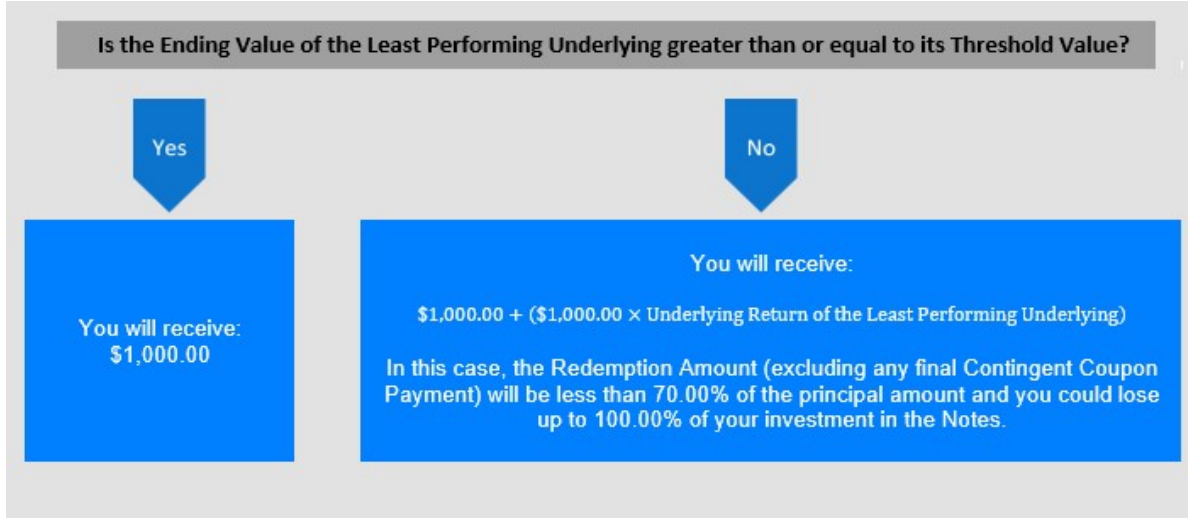 Is the Ending Value of the Least Performing Underlying greater than or equal to its Threshold Value?
Yes
No
You will receive:
$1,000.00
You will receive:
$1,000.00 + ($1,000.00 × Underlying Return of the Least Performing Underlying)
In this case, the Redemption Amount (excluding any final Contingent Coupon
Payment) will be less than 70.00% of the principal amount and you could lose
up to 100.00% of your investment in the Notes.